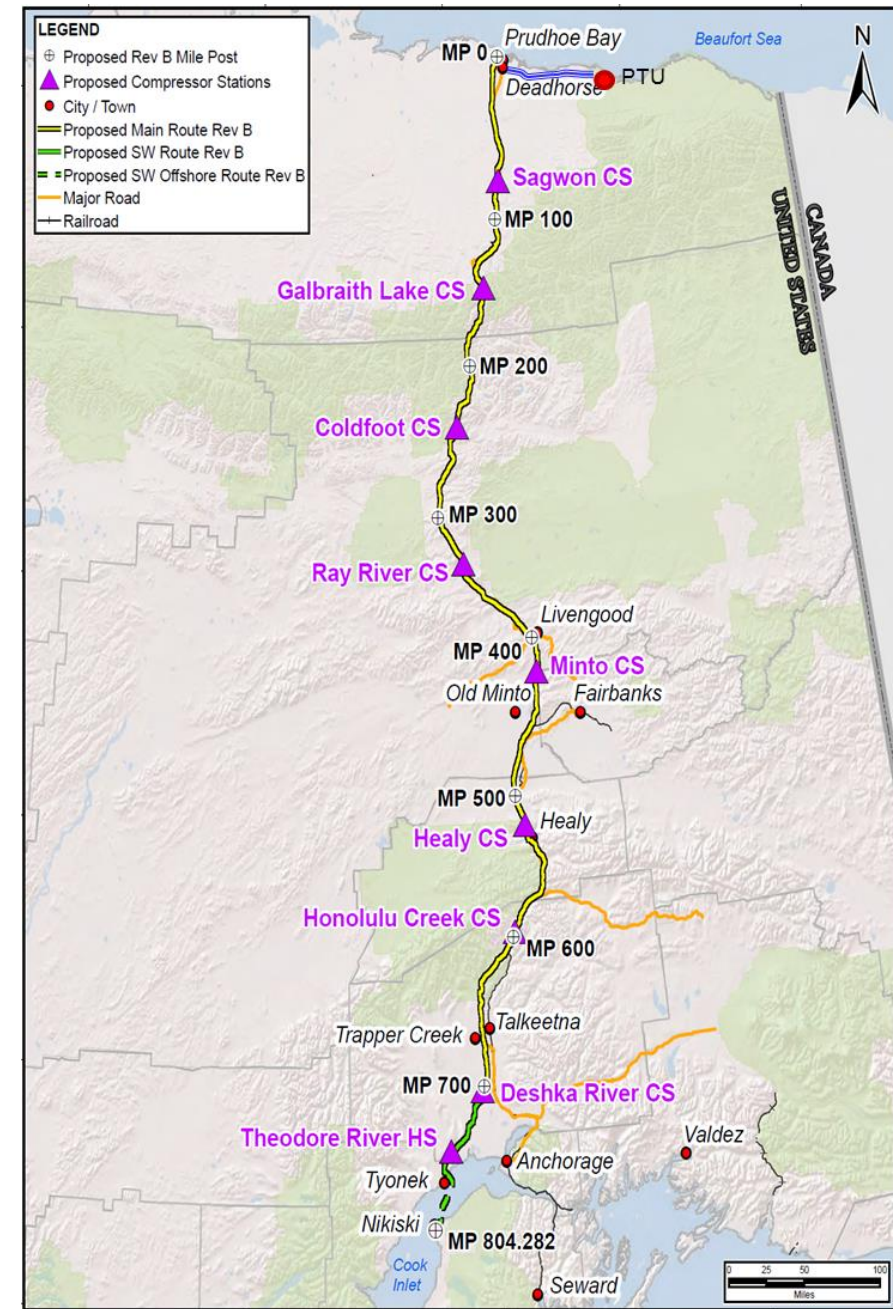 LEGEND
Proposed Rev B Mile Post
Proposed Compressor Stations
City / Town
Proposed Main Route Rev B
Proposed SW Route Rev B
Proposed SW Offshore Route Rev B
Major Road
Railroad
MP 0
Prudhoe Bay
Beaufort Sea
N
Deadhorse
PTU
Sagwon CS
MP 100
CANADA
UNITED STATES
Galbraith Lake CS
MP 200
Coldfoot CS
MP 300
Ray River CS
Livengood
MP 400
Minto CS
Old Minto
Fairbanks
MP 500
Healy
Healy CS
Honolulu Creek CS
MP 600
Talkeetna
Trapper Creek
MP 700
Deshka River CS
Theodore River HS
Valdez
Anchorage
Tyonek
Nikiski
MP 804.282
Cook
Inlet
Seward
0 25 50 100
Miles